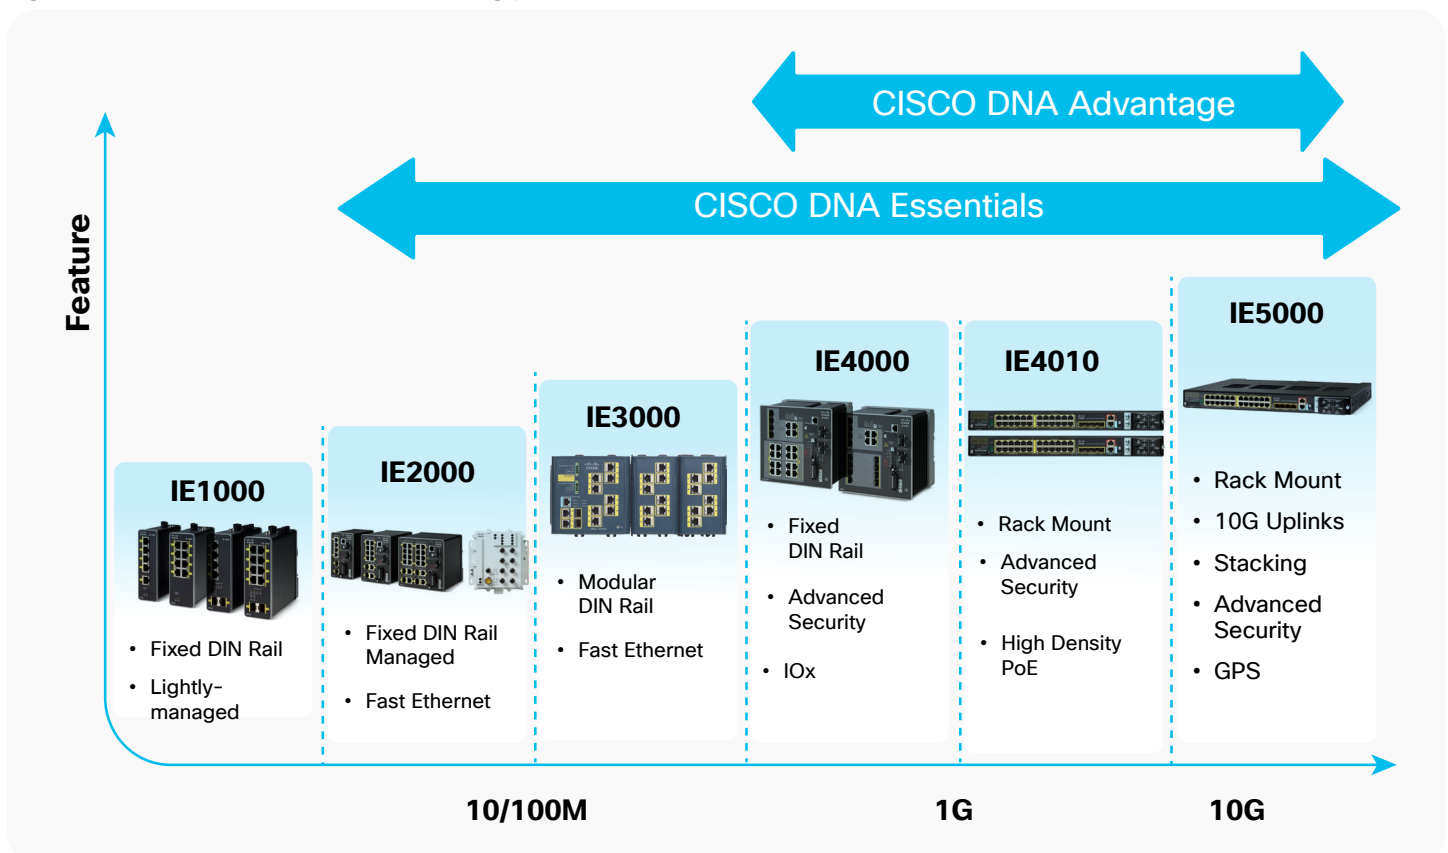 CISCO DNA Advantage
CISCO DNA Essentials
Feature
IE1000
• Fixed DIN Rail
• Lightly-
managed
IE2000
• Fixed DIN Rail
Managed
• Fast Ethernet
IE3000
• Modular
DIN Rail
• Fast Ethernet
IE4000
• Fixed
DIN Rail
• Advanced
Security
• IOx
IE4010
• Rack Mount
• Advanced
Security
• High Density
PoE
IE5000
• Rack Mount
• 10G Uplinks
• Stacking
• Advanced
Security
• GPS
10/100M
1G
10G